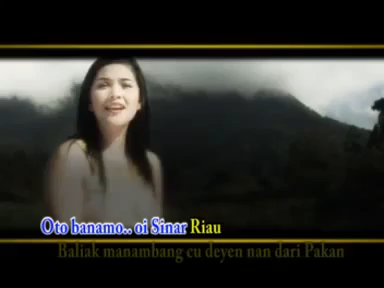 Oto banamo.. oi Sinar Riau
Baliak manambang cu deyen nan dari Pakan